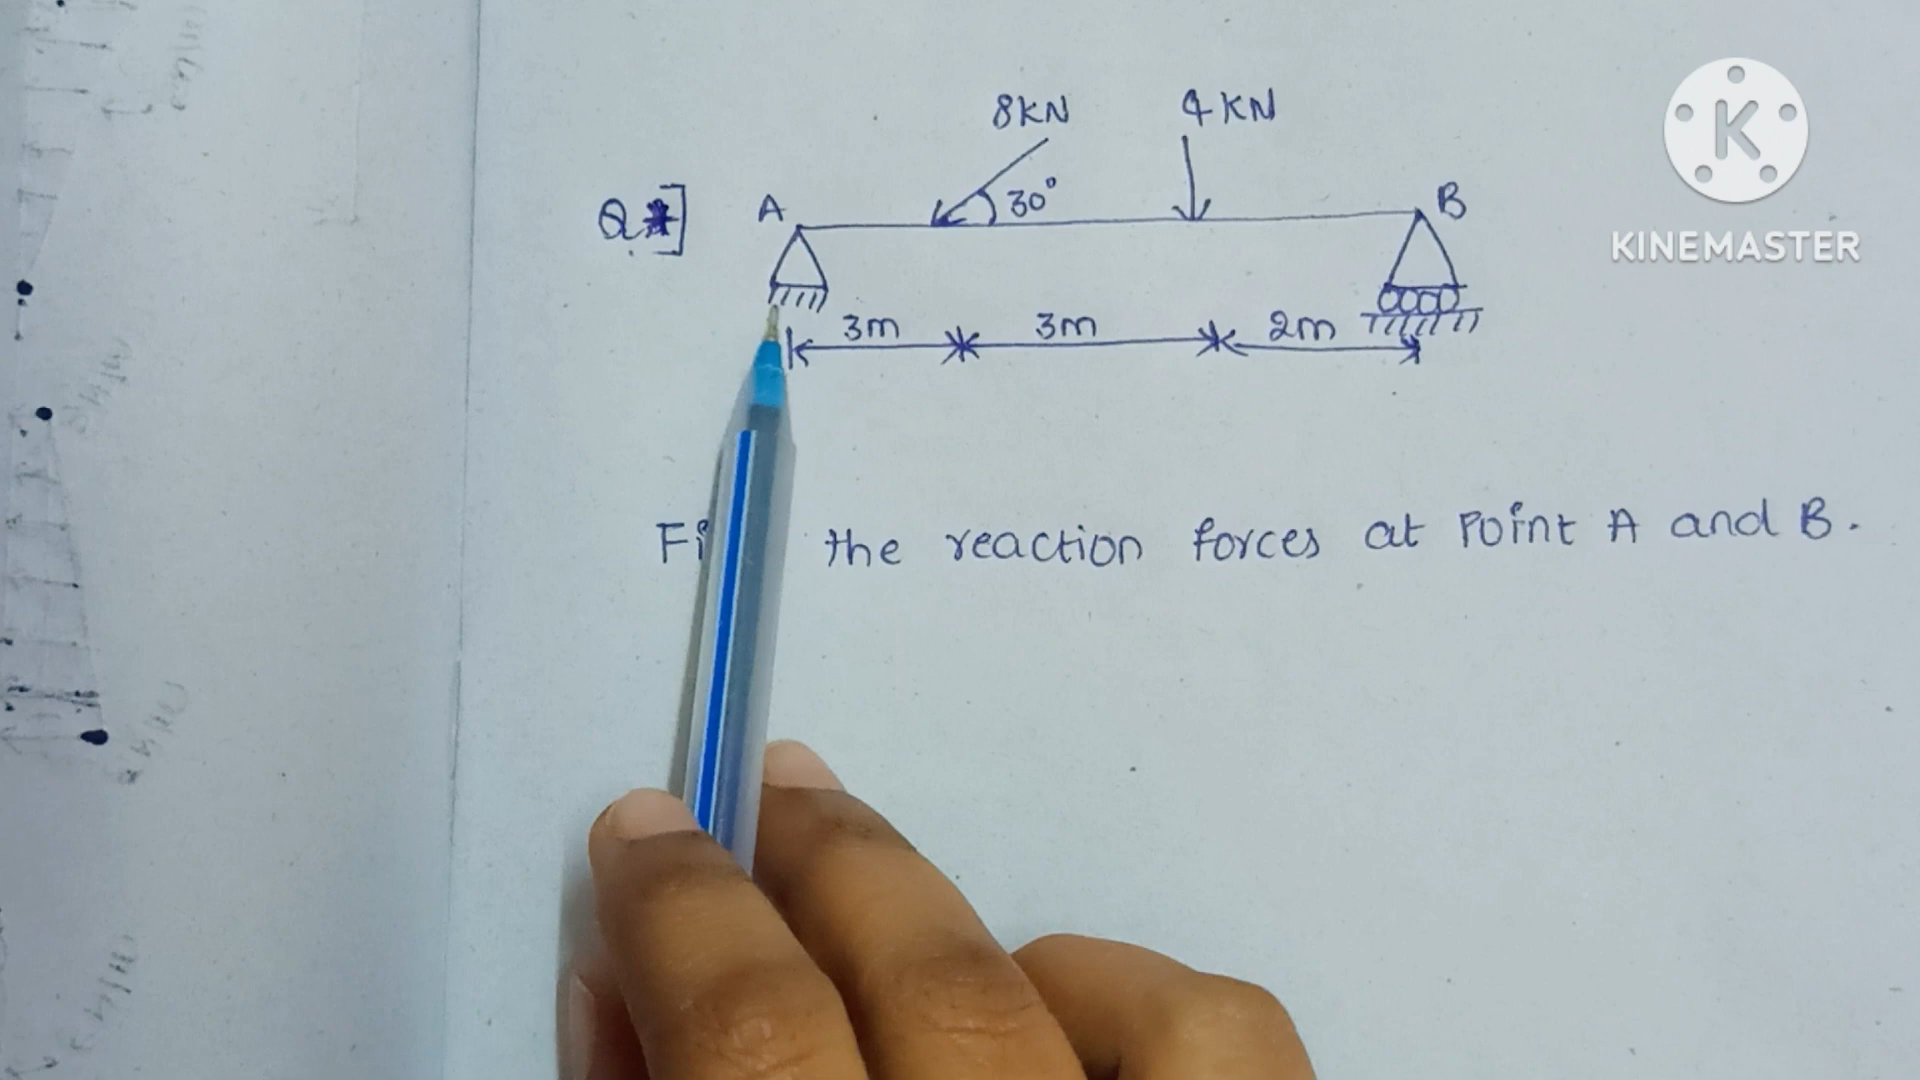 8KN 4KN
Q*]
A 30° B
3m 3m 2m
the reaction forces at Point A and B.
K
KINEMASTER